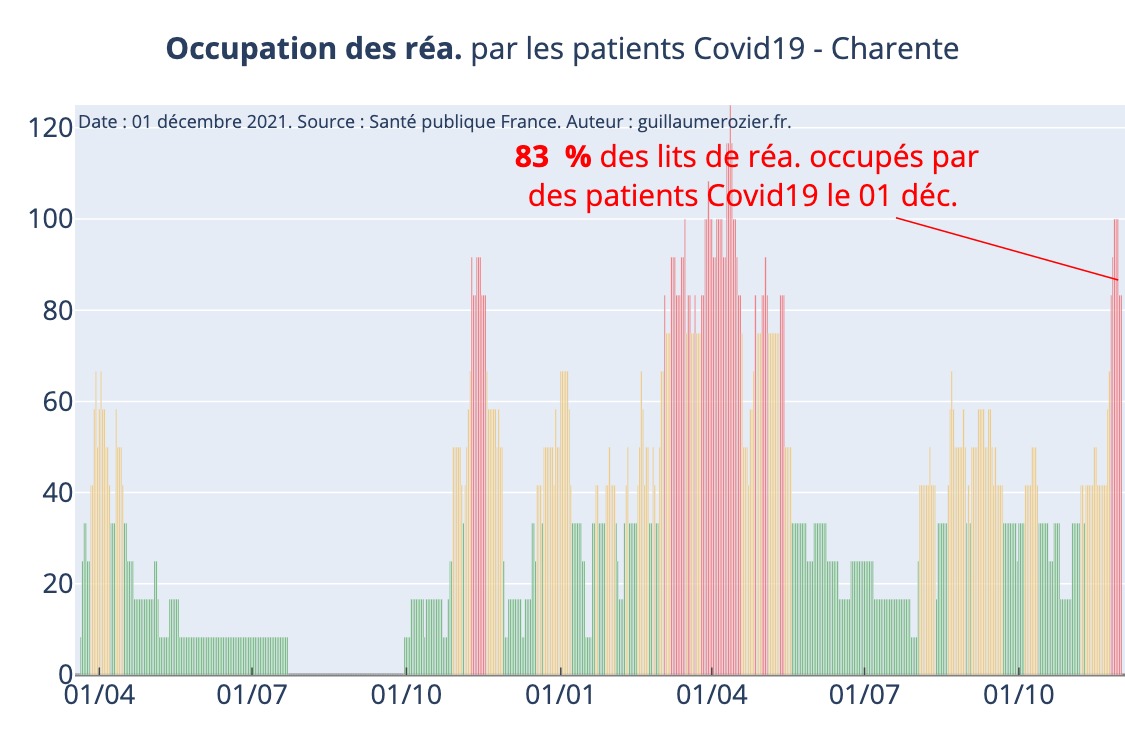 Occupation des réa. par les patients Covid19 - Charente
120
Date : 01 décembre 2021. Source : Santé publique France. Auteur : guillaumerozier.fr.
83 % des lits de réa. occupés par
des patients Covid19 le 01 déc.
100
80
60
40
20
0
01/04 01/07 01/10 01/01 01/04 01/07 01/10